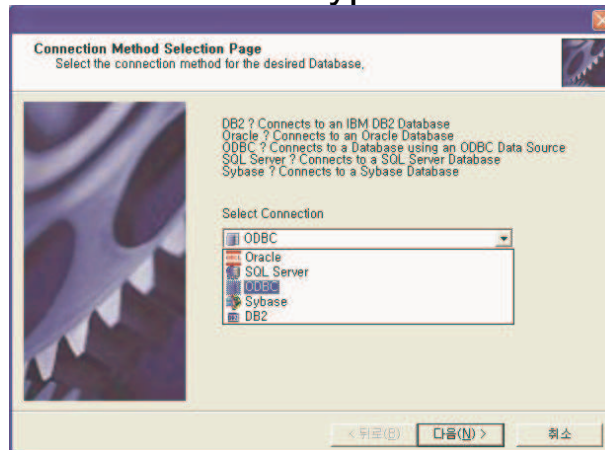 Connection Method Selection Page
Select the connection method for the desired Database,
DB2 ? Connects to an IBM DB2 Database
Oracle ? Connects to an Oracle Database
ODBC ? Connects to a Database using an ODBC Data Source
SQL Server ? Connects to a SQL Server Database
Sybase ? Connects to a Sybase Database
Select Connection
ODBC
Oracle
SQL Server
ODBC
Sybase
DB2
< 뒤로(B) 다음(N) > 취소